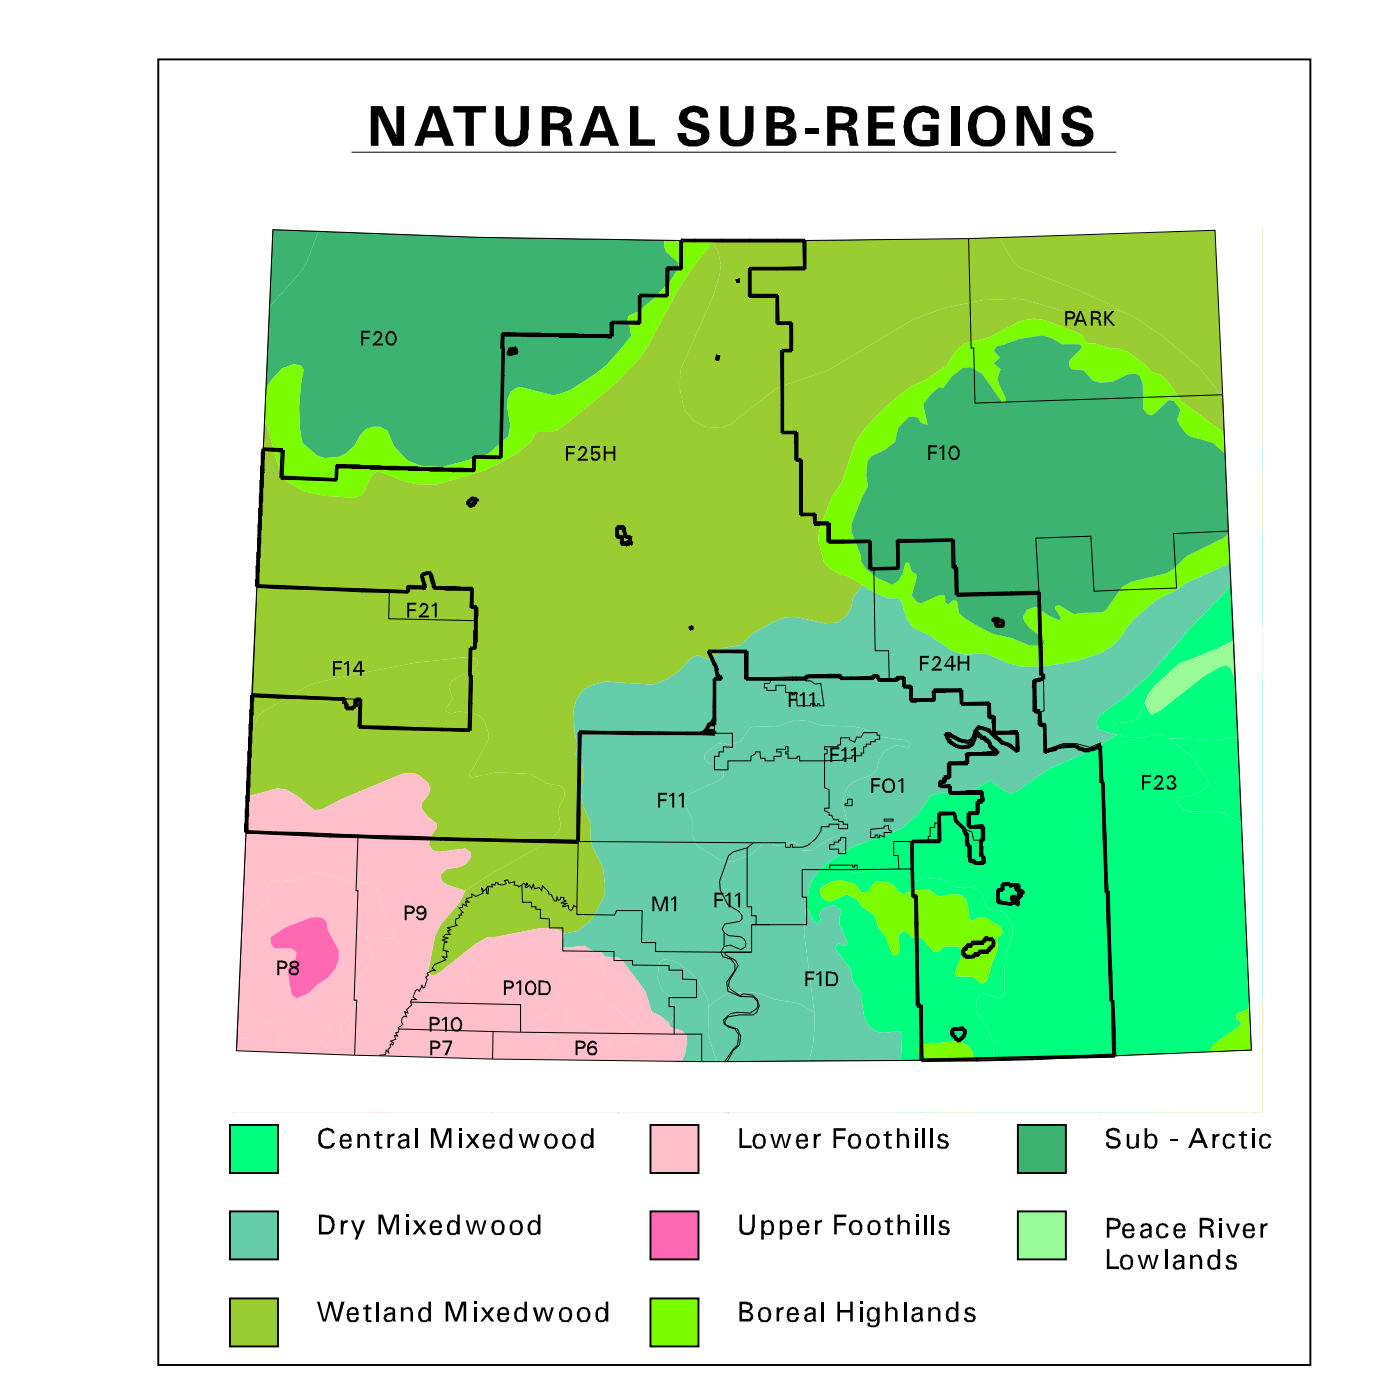 NATURAL SUB-REGIONS
PARK
F20
F25H
F10
F21
F14
F24H
F11
F11
F11
FO1
F23
P9
M1
F11
P8
P10D
F1D
P10
P7
P6
Central Mixedwood
Lower Foothills
Sub - Arctic
Dry Mixedwood
Upper Foothills
Peace River
Lowlands
Wetland Mixedwood
Boreal Highlands